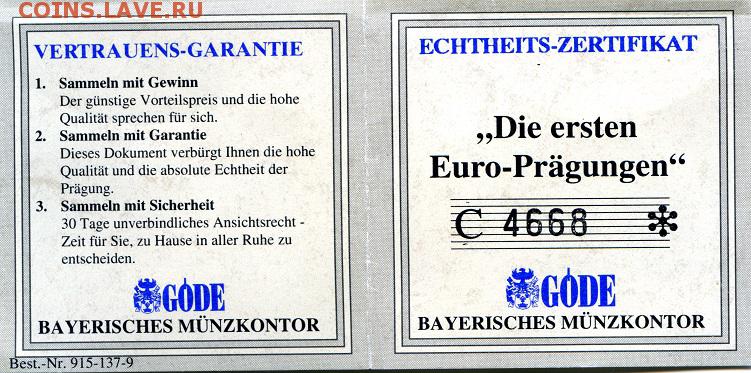 COINS.LAVE.РУ
VERTRAUENS-GARANTIE
1. Sammeln mit Gewinn
Der günstige Vorteilspreis und die hohe
Qualität sprechen für sich.
2. Sammeln mit Garantie
Dieses Dokument verbürgt Ihnen die hohe
Qualität und die absolute Echtheit der
Prägung.
3. Sammeln mit Sicherheit
30 Tage unverbindliches Ansichtsrecht -
Zeit für Sie, zu Hause in aller Ruhe zu
entscheiden.
GÖDE
BAYERISCHES MÜNZKONTOR
Best.-Nr. 915-137-9
ECHTHEITS-ZERTIFIKAT
„Die ersten
Euro-Prägungen“
C 4668 *
GÖDE
BAYERISCHES MÜNZKONTOR